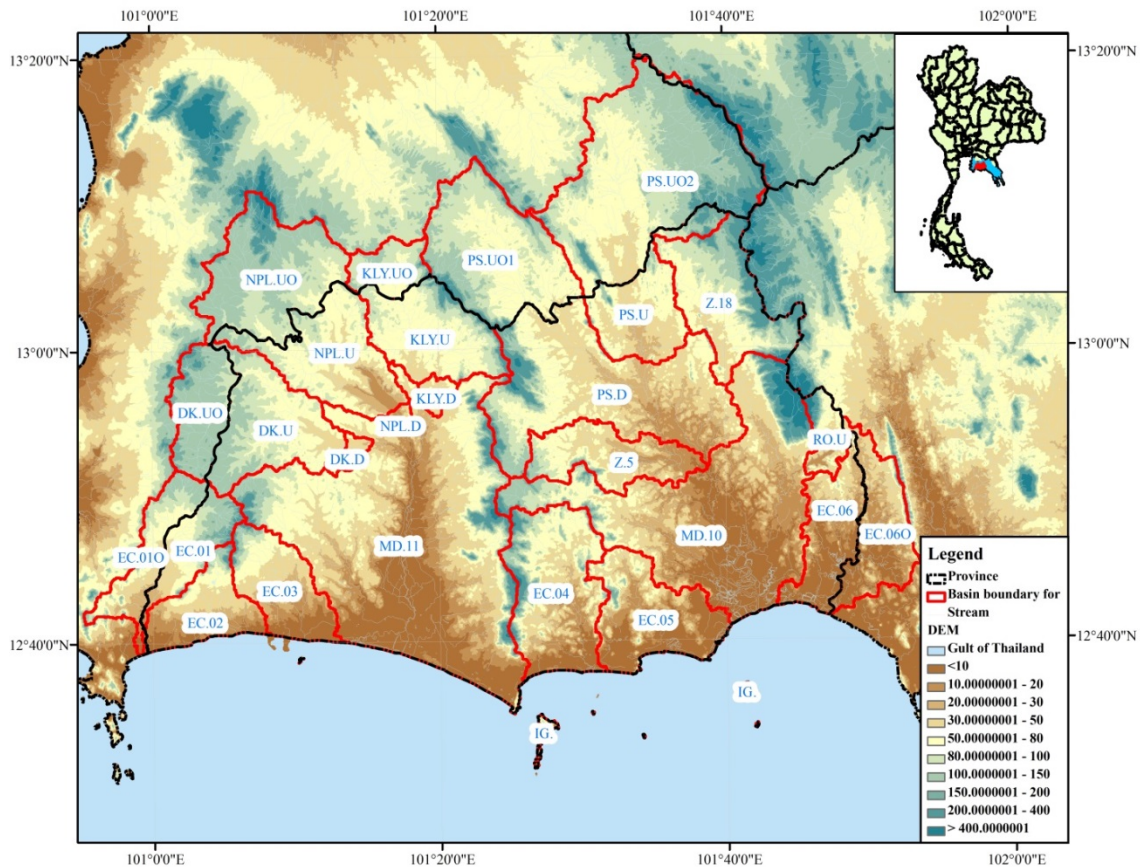 101°0'0"E
101°20'0"E
101°40'0"E
102°0'0"E
13°20'0"N
13°20'0"N
PS.UO2
PS.UO1
KLY.UO
NPL.UO
Z.18
PS.U
KLY.U
NPL.U
13°0'0"N
13°0'0"N
PS.D
KLY.D
NPL.D
DK.UO
DK.U
DK.D
RO.U
Z.5
EC.06
EC.06O
MD.10
MD.11
EC.01O
EC.01
EC.03
EC.04
EC.02
EC.05
12°40'0"N
12°40'0"N
IG.
IG.
Legend
Province
Basin boundary for
Stream
DEM
Gulf of Thailand
<10
10.00000001 - 20
20.00000001 - 30
30.00000001 - 50
50.00000001 - 80
80.00000001 - 100
100.0000001 - 150
150.0000001 - 200
200.0000001 - 400
> 400.0000001
101°0'0"E
101°20'0"E
101°40'0"E
102°0'0"E